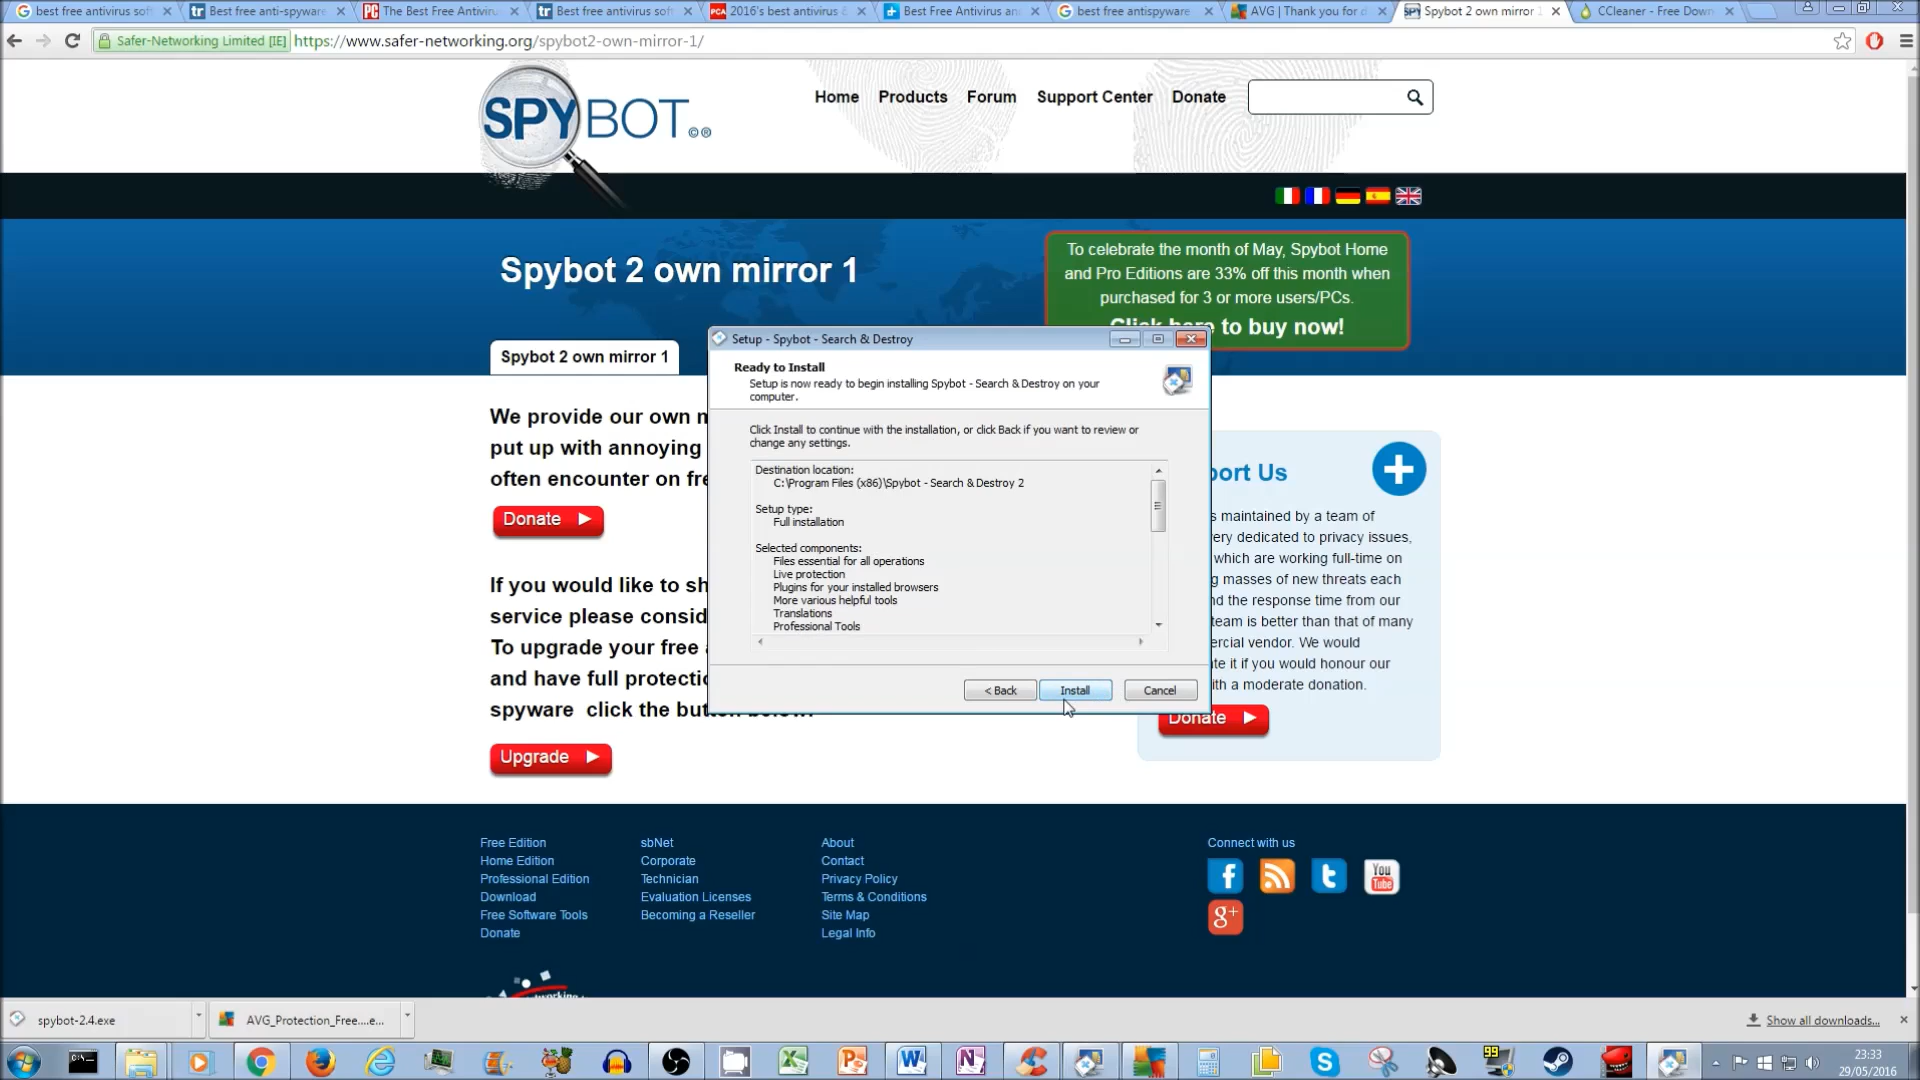 best free antivirus soft
Best free anti-spyware
The Best Free Antivirus
Best free antivirus soft
2016's best antivirus &
Best Free Antivirus an
best free antispyware
AVG | Thank you for d
Spybot 2 own mirror
CCleaner - Free Down
Safer-Networking Limited [IE]
https://www.safer-networking.org/spybot2-own-mirror-1/
SPYBOT
Home
Products
Forum
Support Center
Donate
Spybot 2 own mirror 1
To celebrate the month of May, Spybot Home
and Pro Editions are 33% off this month when
purchased for 3 or more users/PCs.
Click here to buy now!
Spybot 2 own mirror 1
We provide our own
put up with annoying
often encounter on fre
Donate
If you would like to sh
service please consid
To upgrade your free
and have full protectio
spyware click the button below!
Upgrade
Setup - Spybot - Search & Destroy
Ready to Install
Setup is now ready to begin installing Spybot - Search & Destroy on your
computer.
Click Install to continue with the installation, or click Back if you want to review or
change any settings.
Destination location:
C:\Program Files (x86)\Spybot - Search & Destroy 2
Setup type:
Full installation
Selected components:
Files essential for all operations
Live protection
Plugins for your installed browsers
More various helpful tools
Translations
Professional Tools
< Back
Install
Cancel
port Us
s maintained by a team of
ery dedicated to privacy issues,
which are working full-time on
g masses of new threats each
nd the response time from our
team is better than that of many
ercial vendor. We would
te it if you would honour our
ith a moderate donation.
Donate
Free Edition
Home Edition
Professional Edition
Download
Free Software Tools
Donate
sbNet
Corporate
Technician
Evaluation Licenses
Becoming a Reseller
About
Contact
Privacy Policy
Terms & Conditions
Site Map
Legal Info
Connect with us
You
Tube
g+
spybot-2.4.exe
AVG_Protection_Free....e...
Show all downloads...
23:33
29/05/2016